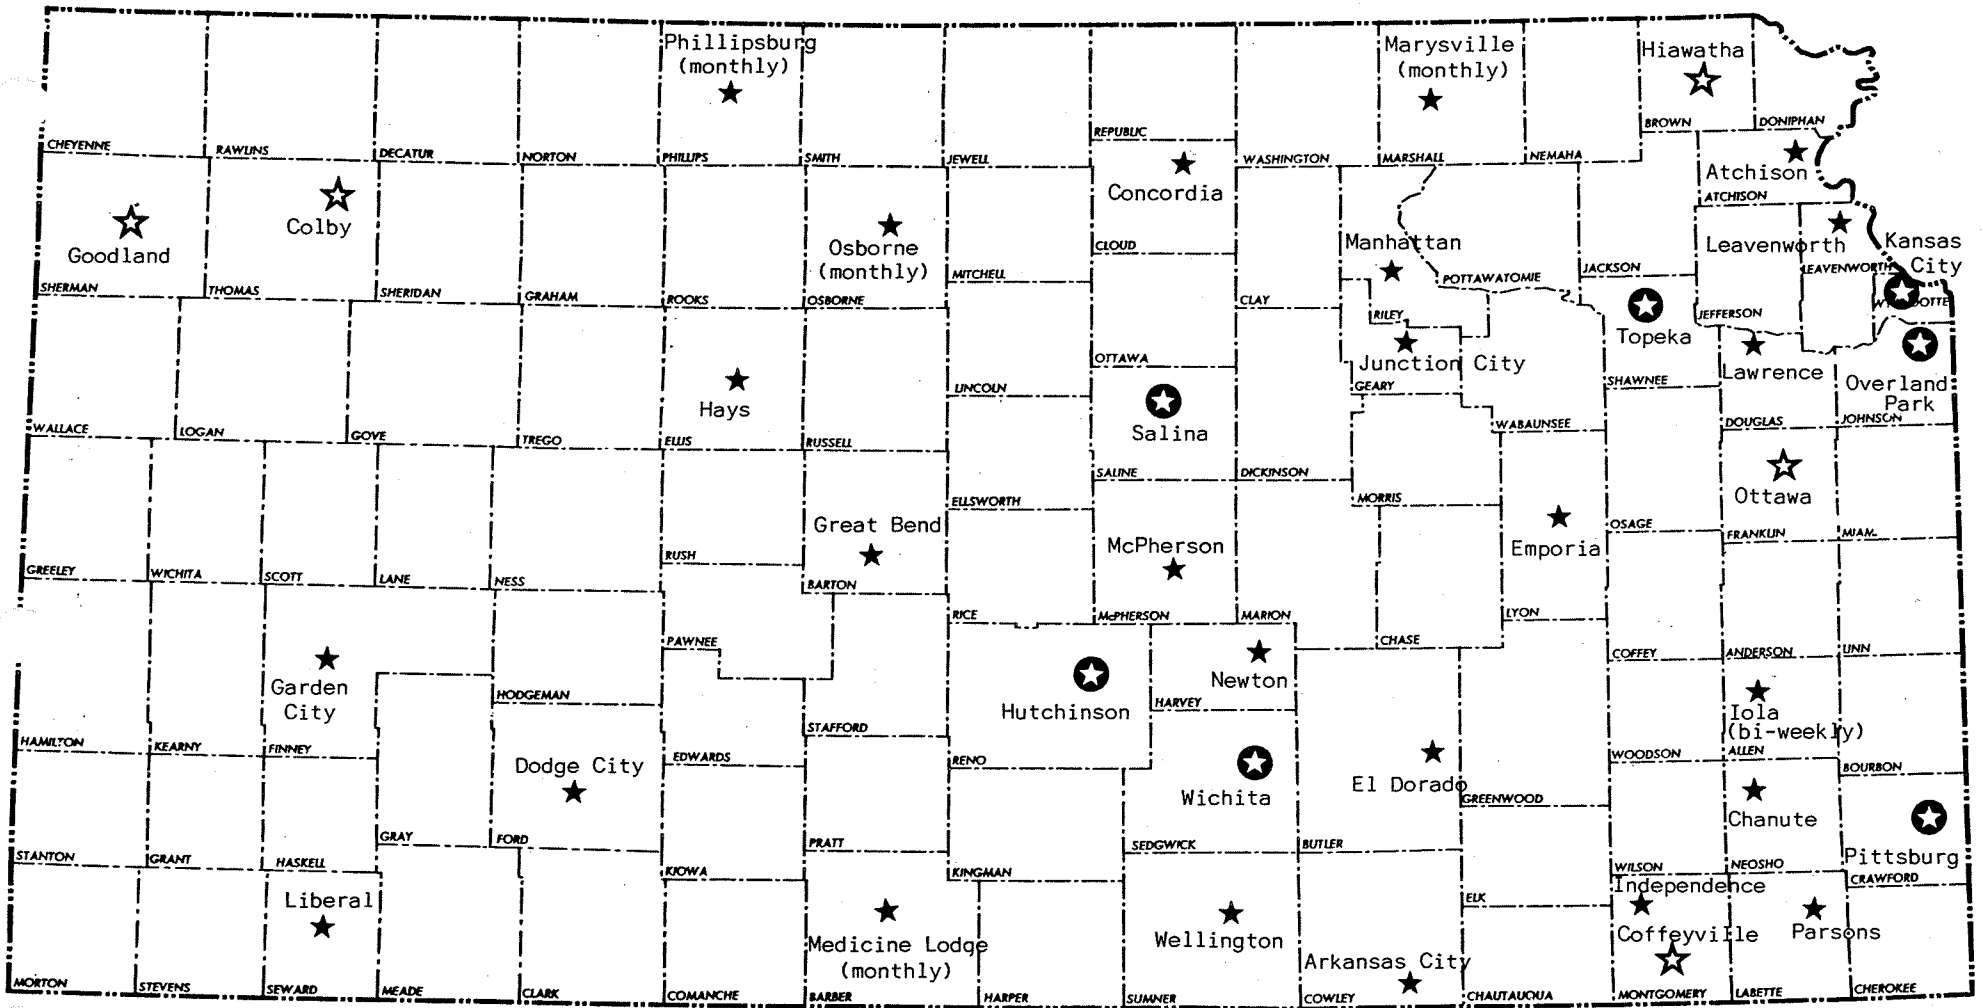 Phillipsburg
(monthly)
Marysville
(monthly)
Hiawatha
CHEYENNE
RAWLINS
DECATUR
NORTON
PHILLIPS
SMITH
JEWELL
REPUBLIC
WASHINGTON
MARSHALL
NEMAHA
BROWN
DONIPHAN
Goodland
Colby
Osborne
(monthly)
Concordia
Manhattan
Atchison
ATCHISON
Leavenworth
Kansas
City
SHERMAN
THOMAS
SHERIDAN
GRAHAM
ROOKS
OSBORNE
MITCHELL
CLOUD
CLAY
RILEY
POTTAWATOMIE
JACKSON
JEFFERSON
LEAVENWORTH
Hays
Salina
Junction City
Topeka
Lawrence
Overland
Park
WALLACE
LOGAN
GOVE
TREGO
ELLIS
RUSSELL
LINCOLN
OTTAWA
GEARY
WABAUNSEE
SHAWNEE
DOUGLAS
JOHNSON
Great Bend
McPherson
Emporia
Ottawa
GREELEY
WICHITA
SCOTT
LANE
NESS
RUSH
BARTON
ELLSWORTH
SALINE
DICKINSON
MORRIS
OSAGE
FRANKLIN
Garden
City
Hutchinson
Newton
Iola
(bi-weekly)
PAWNEE
HODGEMAN
STAFFORD
RICE
McPHERSON
MARION
CHASE
LYON
COFFEY
ANDERSON
LINN
HAMILTON
KEARNY
FINNEY
EDWARDS
RENO
HARVEY
WOODSON
ALLEN
BOURBON
Dodge City
Wichita
El Dorado
Chanute
Pittsburg
STANTON
GRANT
HASKELL
GRAY
FORD
KIOWA
PRATT
KINGMAN
SEDGWICK
BUTLER
GREENWOOD
WILSON
NEOSHO
CRAWFORD
Liberal
Medicine Lodge
(monthly)
Wellington
Arkansas City
Independence
Coffeyville
Parsons
ELK
MORTON
STEVENS
SEWARD
MEADE
CLARK
COMANCHE
BARBER
HARPER
SUMNER
COWLEY
CHAUTAUQUA
MONTGOMERY
LABETTE
CHEROKEE